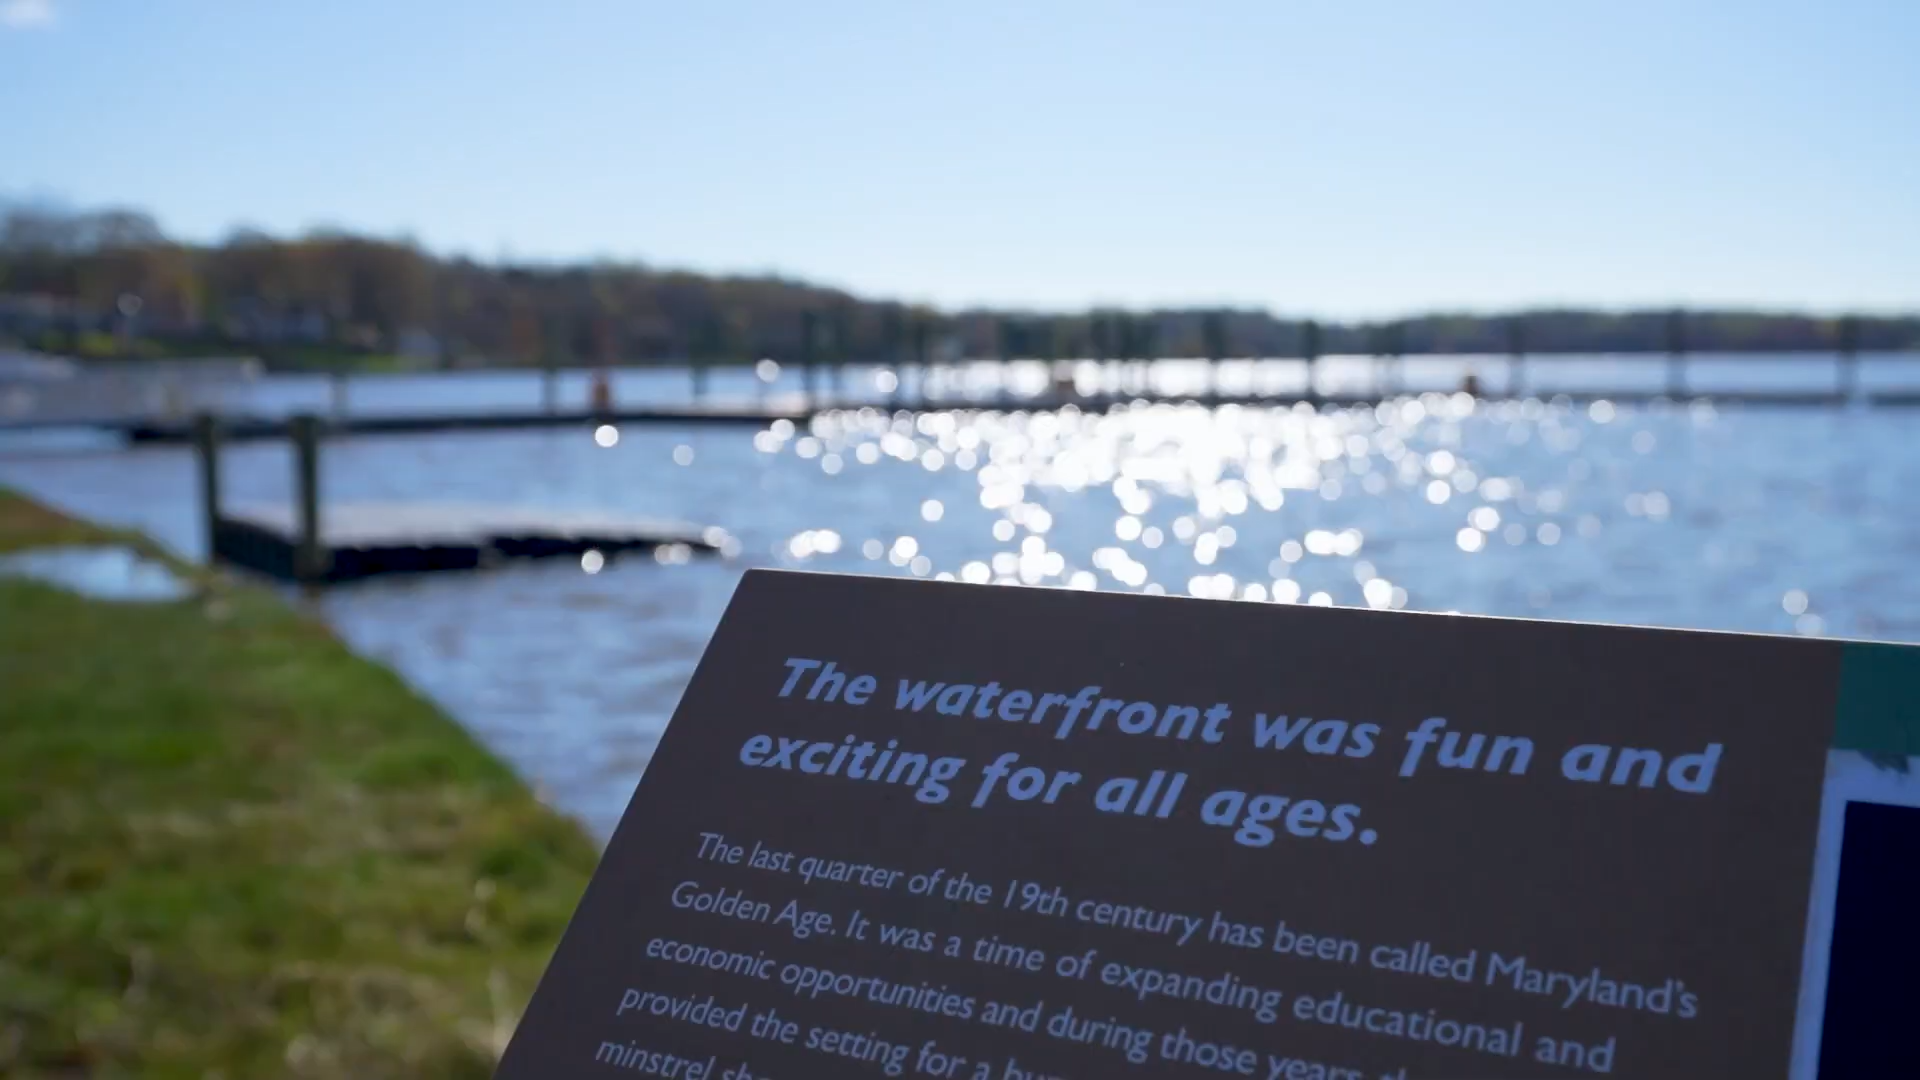 The waterfront was fun and
exciting for all ages.
The last quarter of the 19th century has been called Maryland's
Golden Age. It was a time of expanding educational and
economic opportunities and during those years
provided the setting for a
minstrel